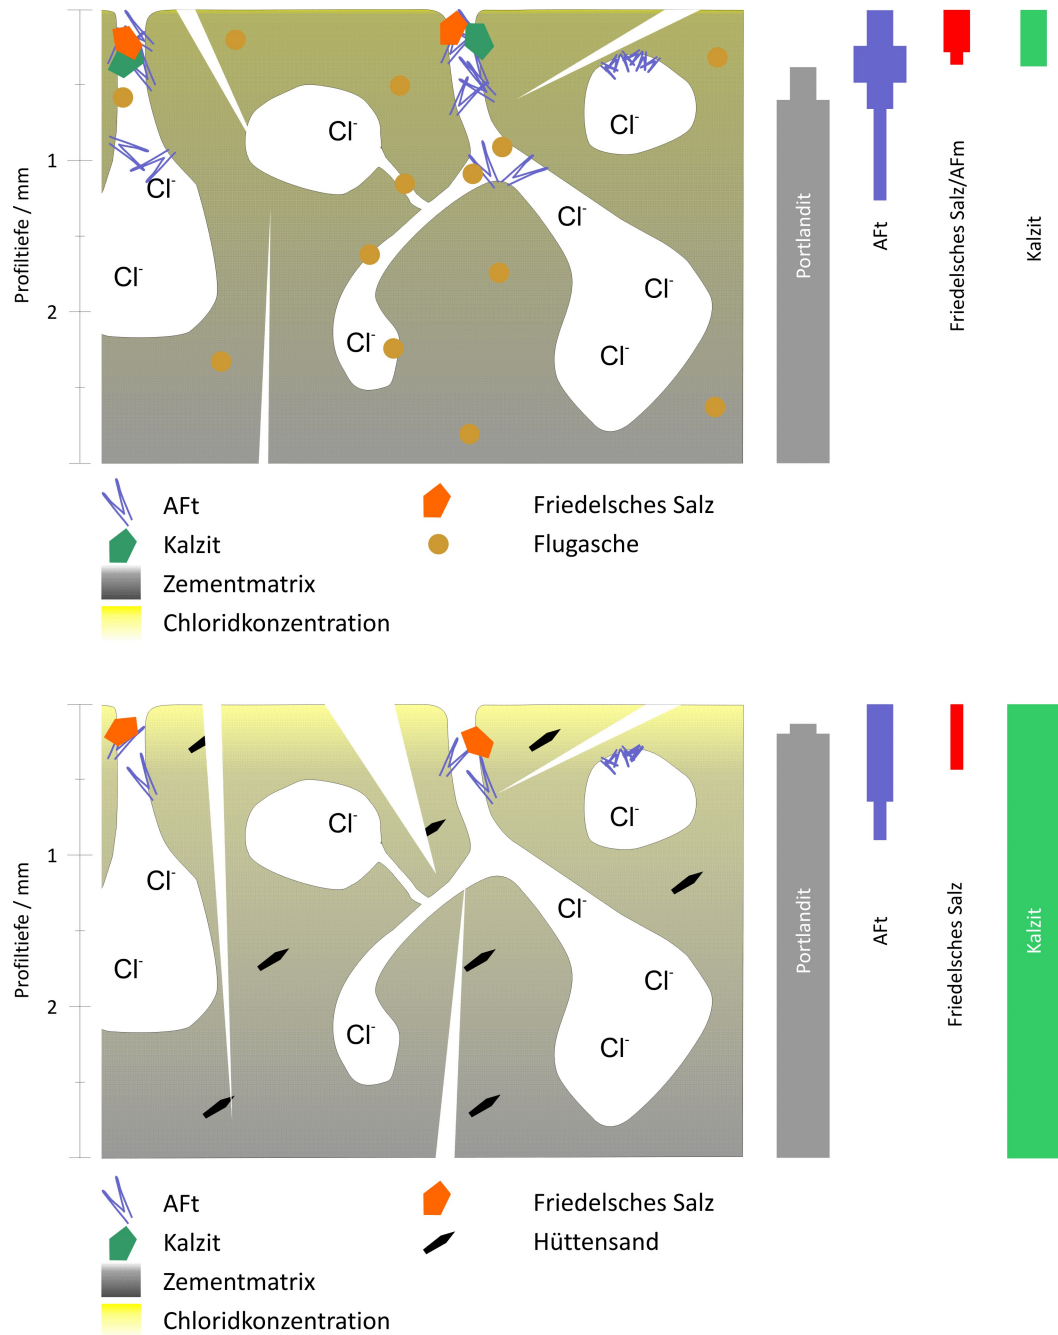 Cl⁻
Cl⁻
1
Cl⁻
Cl⁻
Cl⁻
Cl⁻
2
Cl⁻
Cl⁻
Profiltiefe / mm
Portlandit
AFt
Friedelsches Salz/AFm
Kalzit
AFt
Friedelsches Salz
Kalzit
Flugasche
Zementmatrix
Chloridkonzentration
Cl⁻
Cl⁻
1
Cl⁻
Cl⁻
Cl⁻
Cl⁻
2
Cl⁻
Cl⁻
Profiltiefe / mm
Portlandit
AFt
Friedelsches Salz
Kalzit
AFt
Friedelsches Salz
Kalzit
Hüttensand
Zementmatrix
Chloridkonzentration